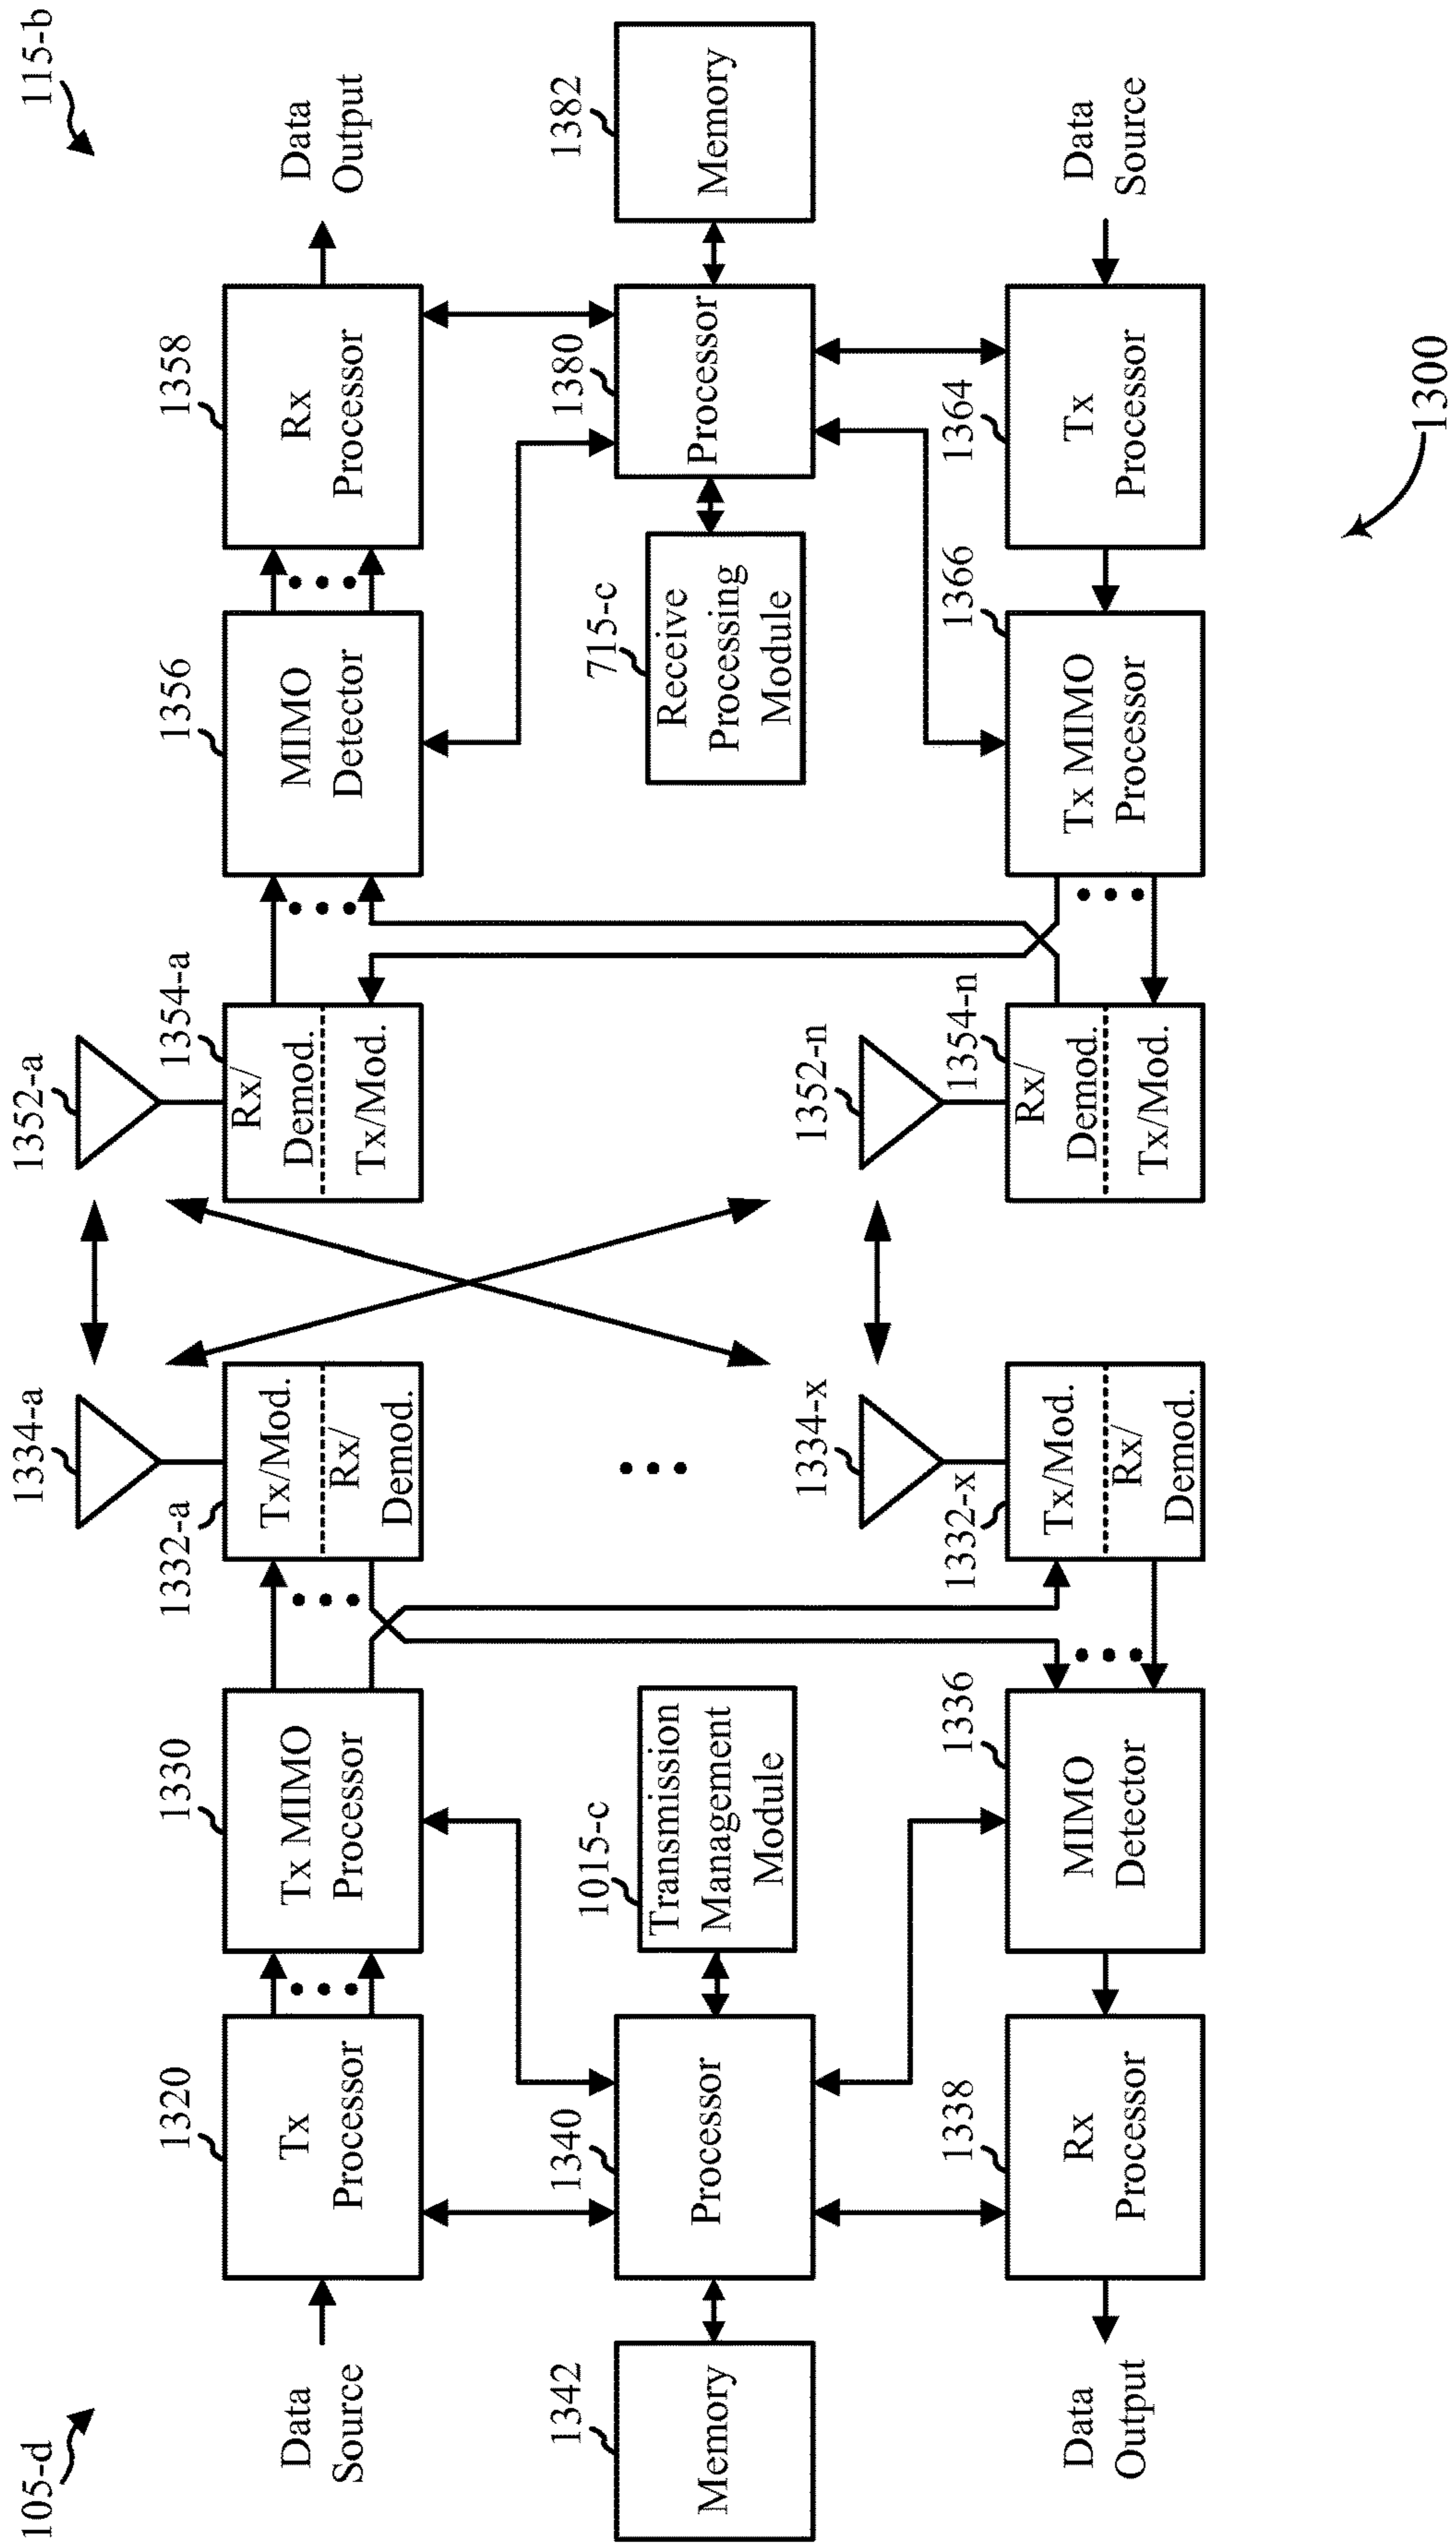 105-d
115-b
1334-a
1352-a
1320
1330
1332-a
1354-a
1356
1358
Data
Source
Tx
Processor
Tx MIMO
Processor
Tx/Mod.
Rx/
Demod.
Rx/
Demod.
Tx/Mod.
MIMO
Detector
Rx
Processor
Data
Output
1342
1340
1015-c
715-c
1380
1382
Memory
Processor
Transmission
Management
Module
Receive
Processing
Module
Processor
Memory
1334-x
1352-n
1338
1336
1332-x
1354-n
1366
1364
Data
Output
Rx
Processor
MIMO
Detector
Tx/Mod.
Rx/
Demod.
Rx/
Demod.
Tx/Mod.
Tx MIMO
Processor
Tx
Processor
Data
Source
1300